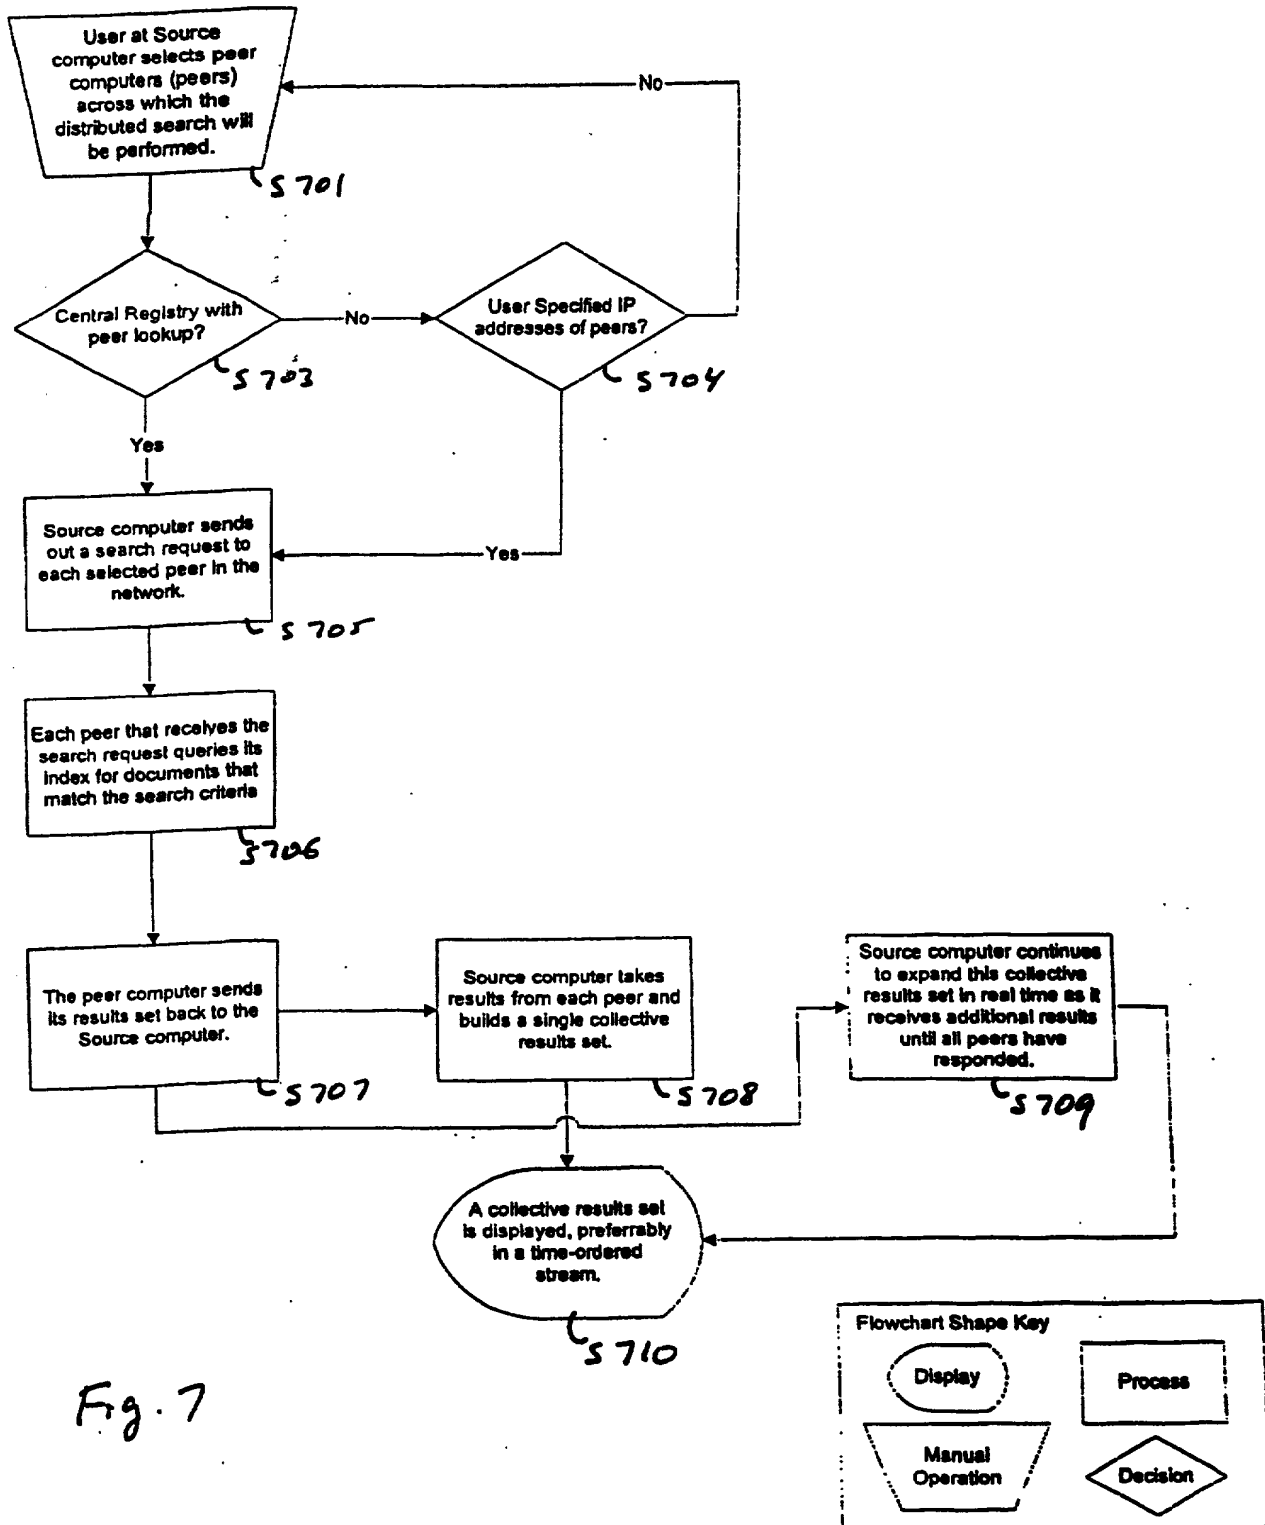 User at Source
computer selects peer
computers (peers)
across which the
distributed search will
be performed.
S701
No
Central Registry with
peer lookup?
S703
No
User Specified IP
addresses of peers?
S704
Yes
Source computer sends
out a search request to
each selected peer in the
network.
S705
Yes
Each peer that receives the
search request queries its
index for documents that
match the search criteria
S706
The peer computer sends
its results set back to the
Source computer.
S707
Source computer takes
results from each peer and
builds a single collective
results set.
S708
Source computer continues
to expand this collective
results set in real time as it
receives additional results
until all peers have
responded.
S709
A collective results set
is displayed, preferrably
in a time-ordered
stream.
S710
Fig. 7
Flowchart Shape Key
Display
Process
Manual
Operation
Decision